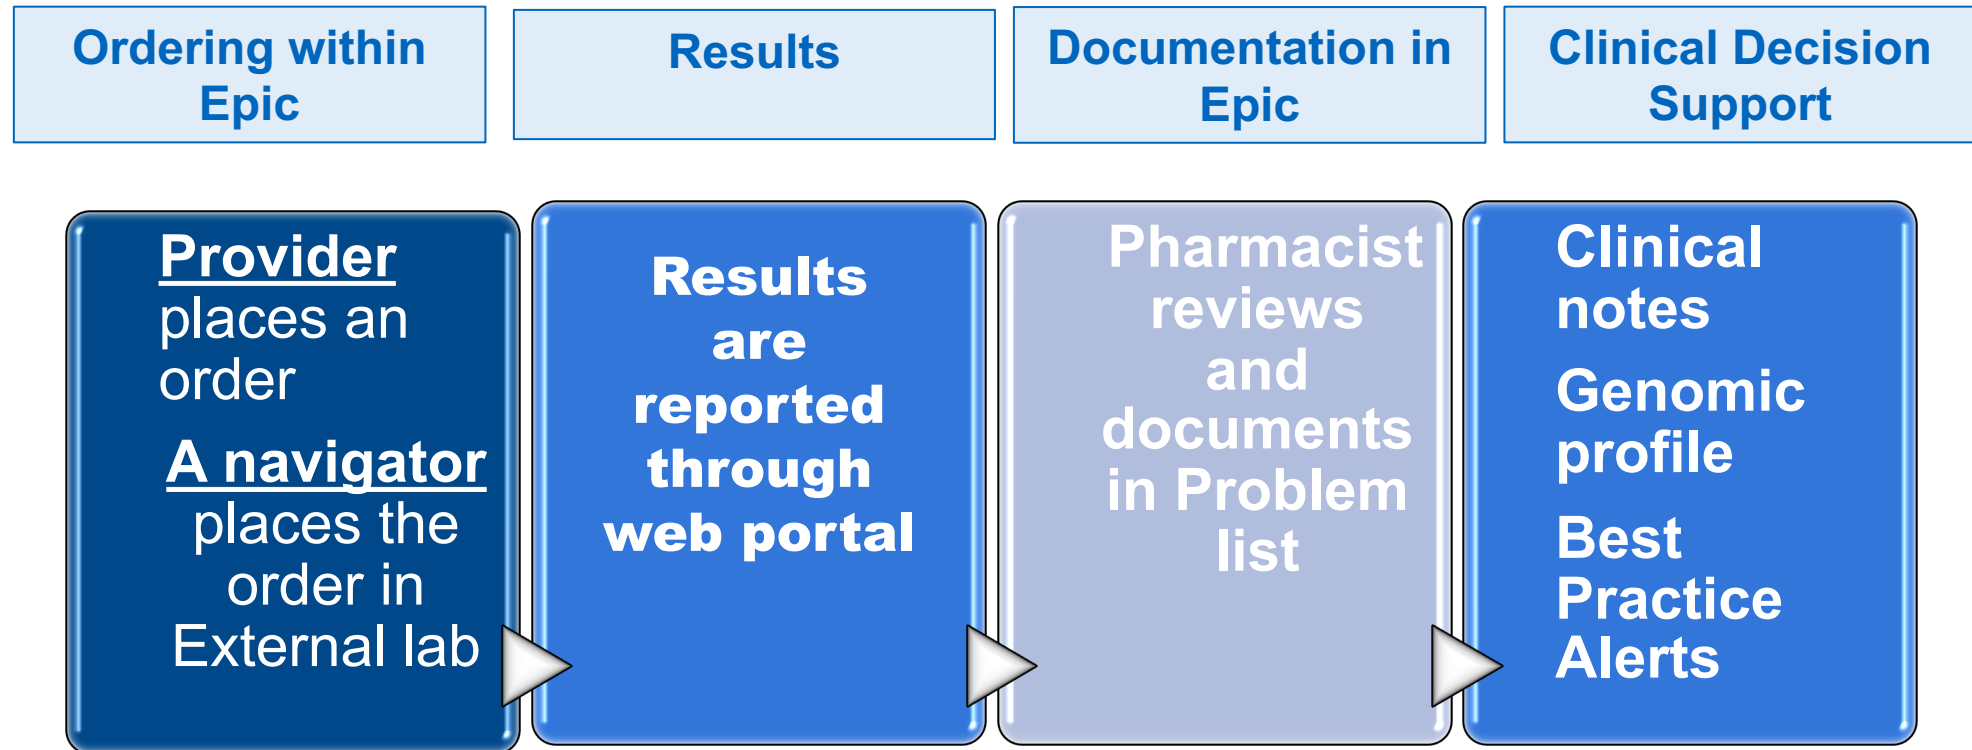 Ordering within
Epic
Results
Documentation in
Epic
Clinical Decision
Support
Provider
places an
order
A navigator
places the
order in
External lab
Results
are
reported
through
web portal
Pharmacist
reviews
and
documents
in Problem
list
Clinical
notes
Genomic
profile
Best
Practice
Alerts